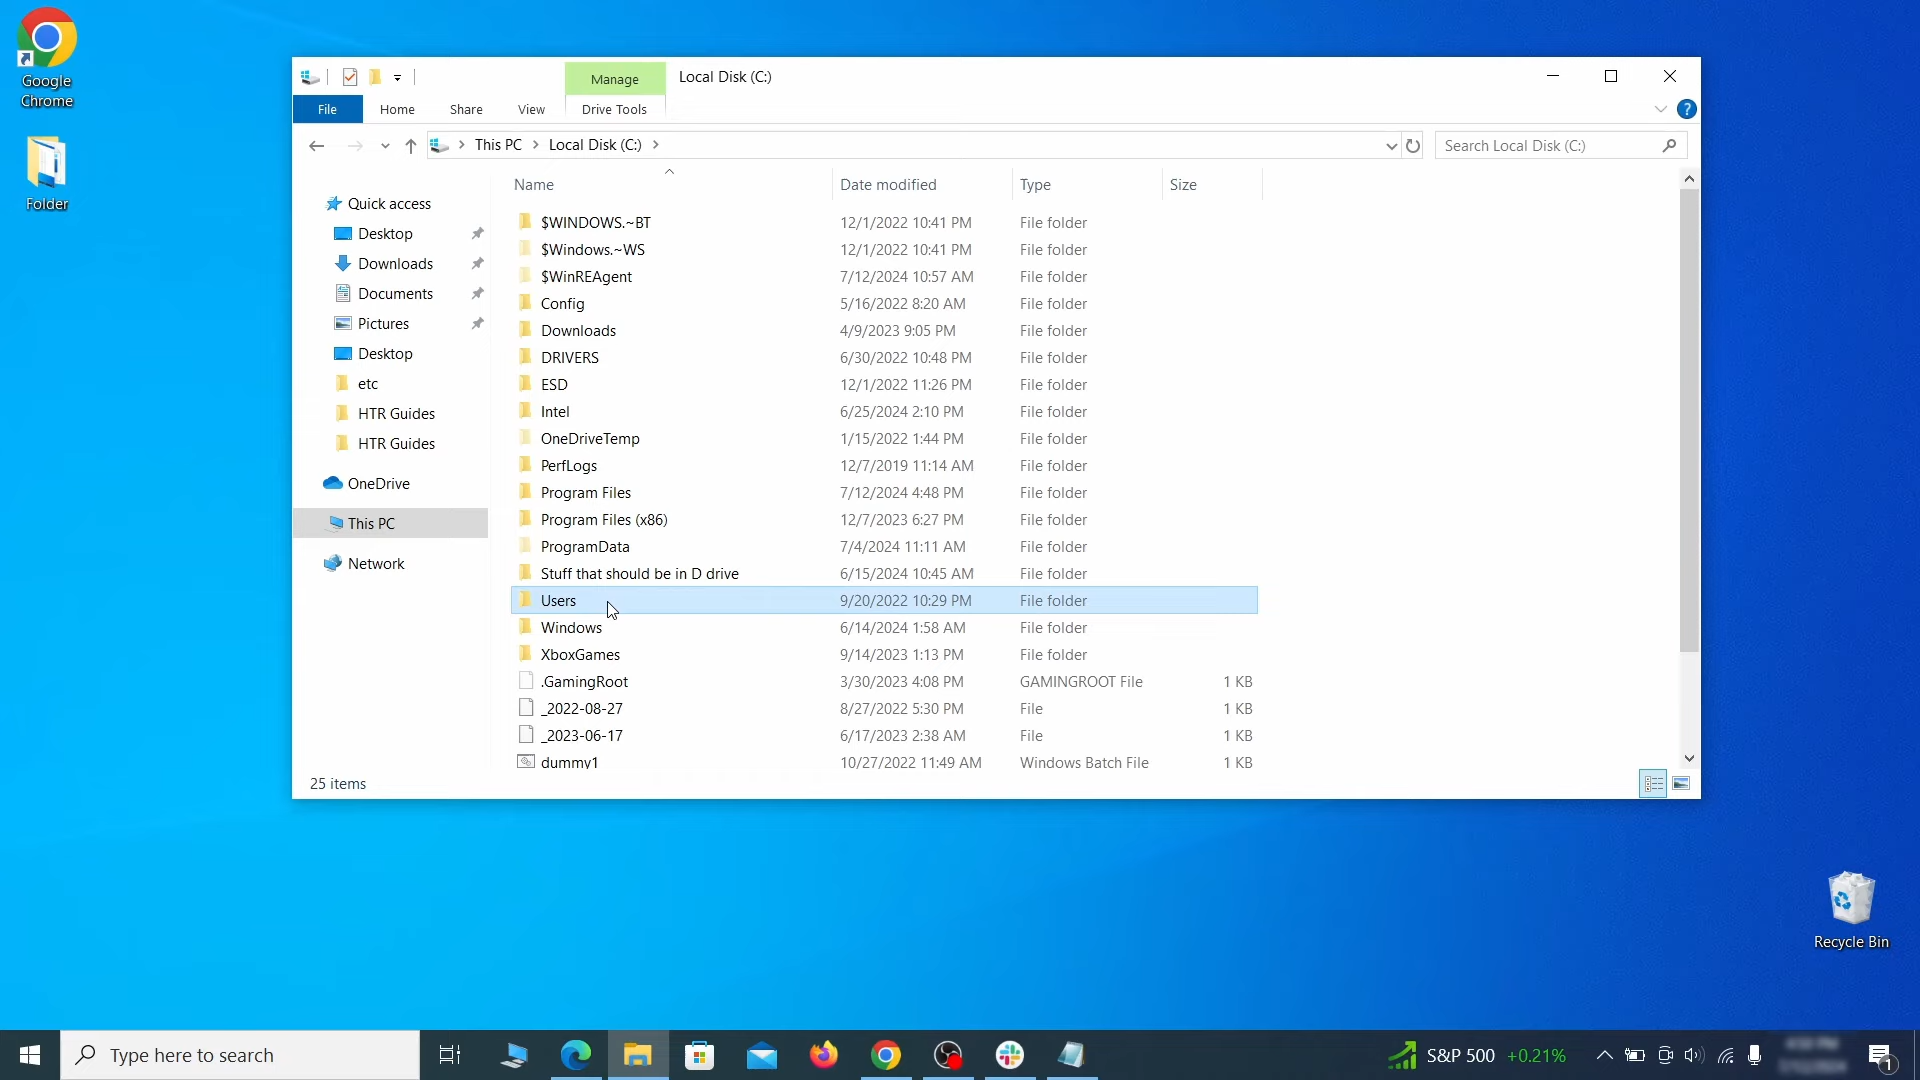 Google
Chrome
Folder
Manage
Local Disk (C:)
File
Home
Share
View
Drive Tools
This PC
Local Disk (C:)
Search Local Disk (C:)
Name
Date modified
Type
Size
Quick access
Desktop
Downloads
Documents
Pictures
Desktop
etc
HTR Guides
HTR Guides
OneDrive
This PC
Network
$WINDOWS.~BT 12/1/2022 10:41 PM File folder
$Windows.~WS 12/1/2022 10:41 PM File folder
$WinREAgent 7/12/2024 10:57 AM File folder
Config 5/16/2022 8:20 AM File folder
Downloads 4/9/2023 9:05 PM File folder
DRIVERS 6/30/2022 10:48 PM File folder
ESD 12/1/2022 11:26 PM File folder
Intel 6/25/2024 2:10 PM File folder
OneDriveTemp 1/15/2022 1:44 PM File folder
PerfLogs 12/7/2019 11:14 AM File folder
Program Files 7/12/2024 4:48 PM File folder
Program Files (x86) 12/7/2023 6:27 PM File folder
ProgramData 7/4/2024 11:11 AM File folder
Stuff that should be in D drive 6/15/2024 10:45 AM File folder
Users 9/20/2022 10:29 PM File folder
Windows 6/14/2024 1:58 AM File folder
XboxGames 9/14/2023 1:13 PM File folder
.GamingRoot 3/30/2023 4:08 PM GAMINGROOT File 1 KB
_2022-08-27 8/27/2022 5:30 PM File 1 KB
_2023-06-17 6/17/2023 2:38 AM File 1 KB
dummy1 10/27/2022 11:49 AM Windows Batch File 1 KB
25 items
Recycle Bin
Type here to search
S&P 500 +0.21%
1